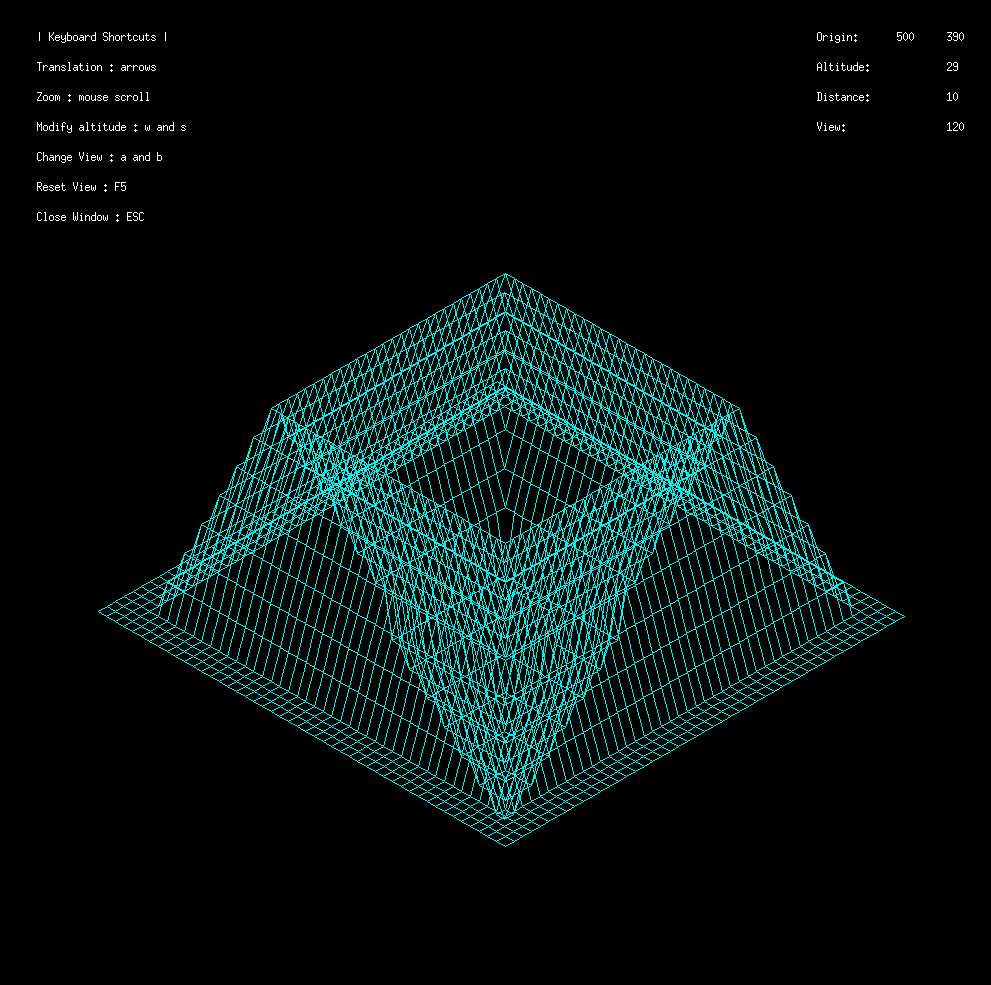 | Keyboard Shortcuts |
Translation : arrows
Zoom : mouse scroll
Modify altitude : w and s
Change View : a and b
Reset View : F5
Close Window : ESC
Origin: 500 390
Altitude: 29
Distance: 10
View: 120